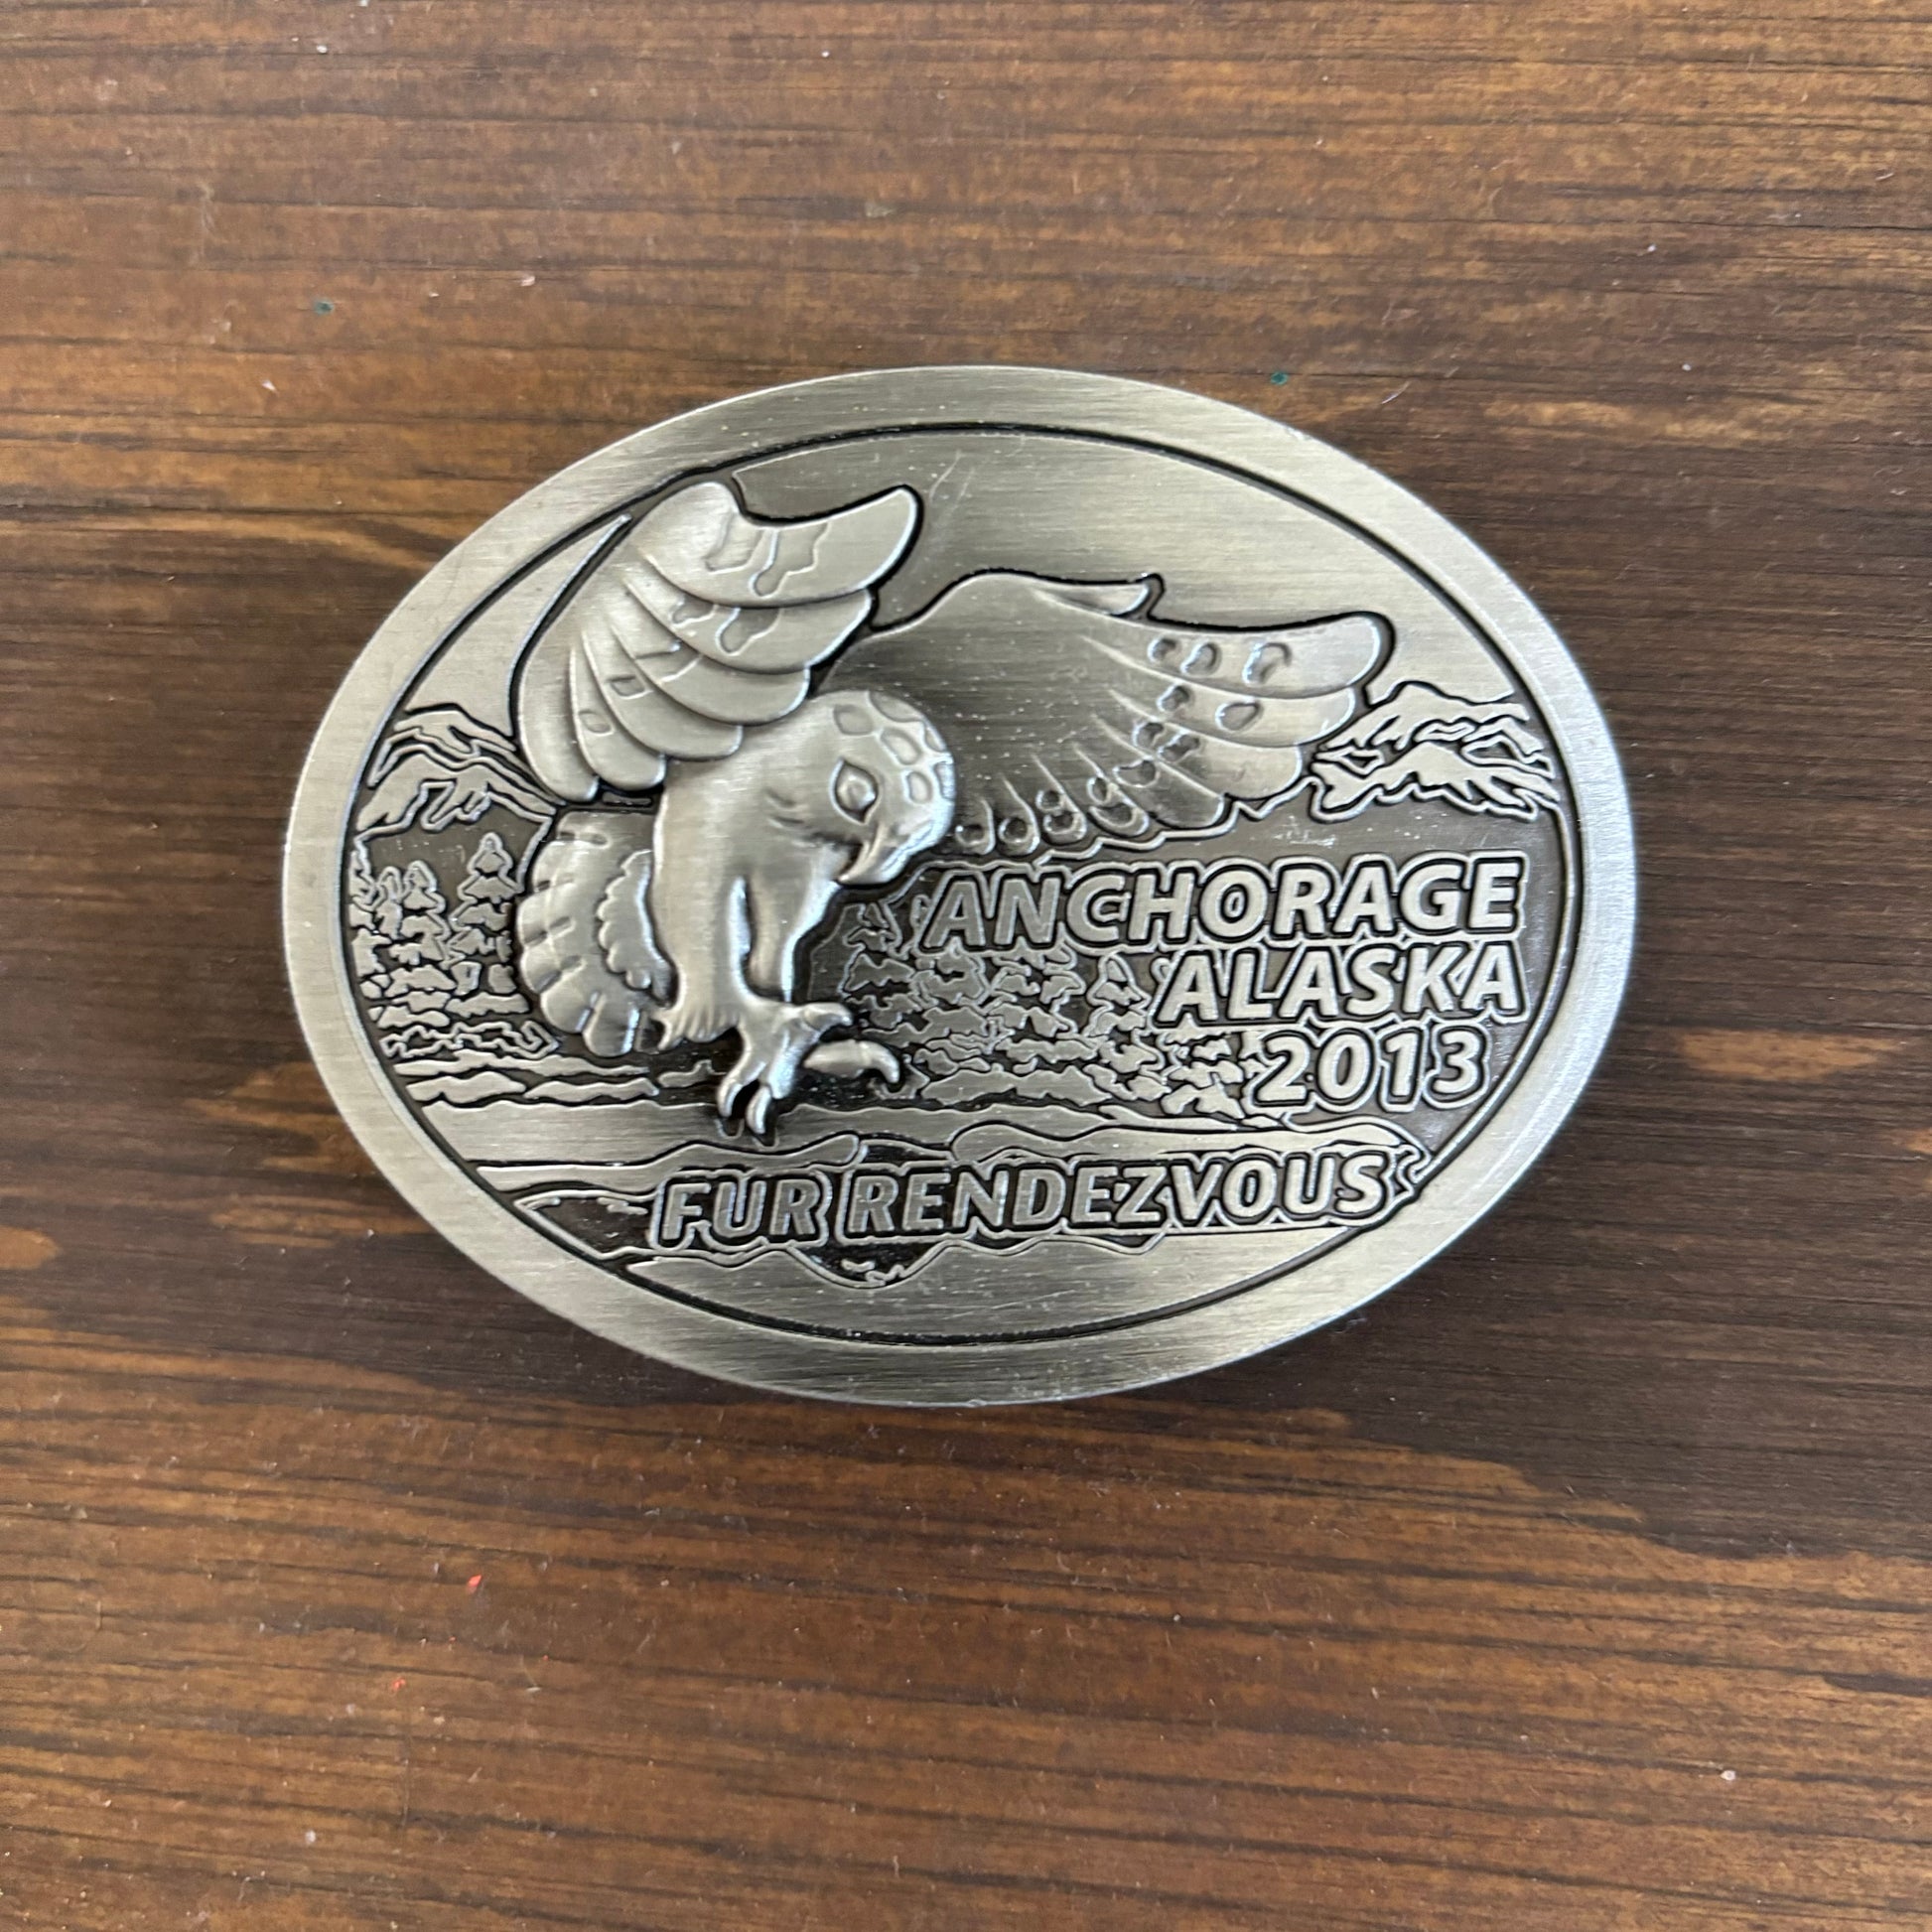 ANCHORAGE
ALASKA
2013
FUR RENDEZVOUS